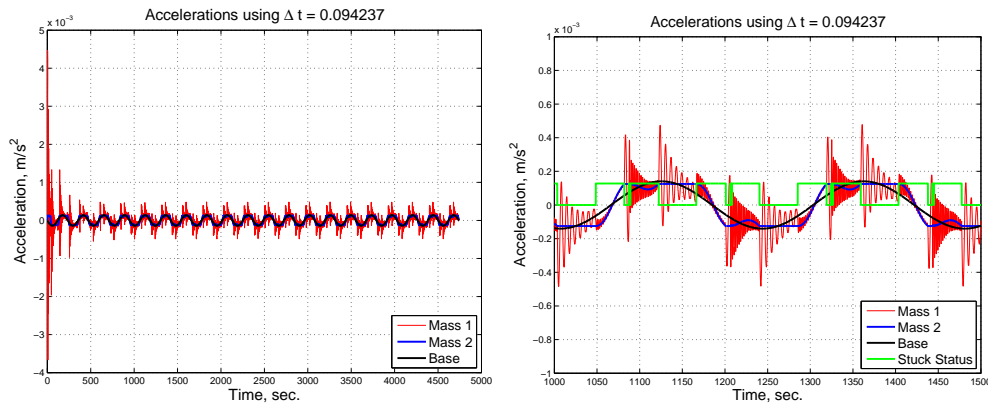 Accelerations using Δ t = 0.094237
x 10⁻³
5
4
3
2
1
0
−1
−2
−3
−4
Acceleration, m/s²
0 500 1000 1500 2000 2500 3000 3500 4000 4500 5000
Time, sec.
Mass 1
Mass 2
Base
Accelerations using Δ t = 0.094237
x 10⁻³
1
0.8
0.6
0.4
0.2
0
−0.2
−0.4
−0.6
−0.8
−1
Acceleration, m/s²
1000 1050 1100 1150 1200 1250 1300 1350 1400 1450 1500
Time, sec.
Mass 1
Mass 2
Base
Stuck Status